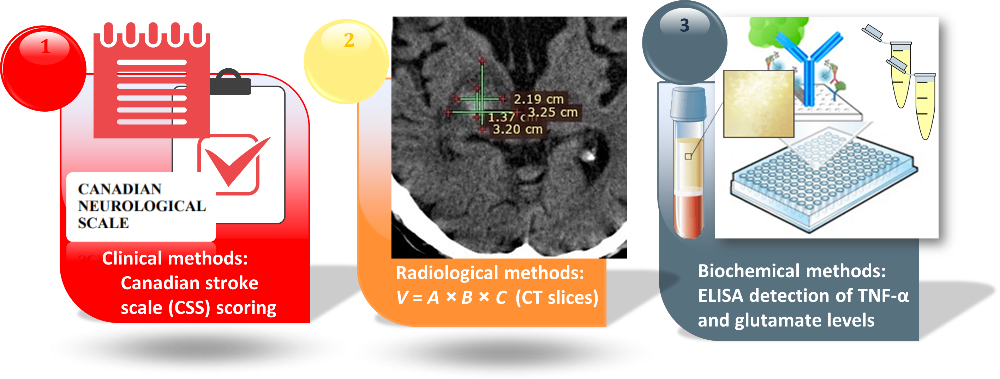 1
CANADIAN
NEUROLOGICAL
SCALE
Clinical methods:
Canadian stroke
scale (CSS) scoring
2
2.19 cm
3.25 cm
1.37 cm
3.20 cm
Radiological methods:
V = A × B × C (CT slices)
3
Biochemical methods:
ELISA detection of TNF-α
and glutamate levels